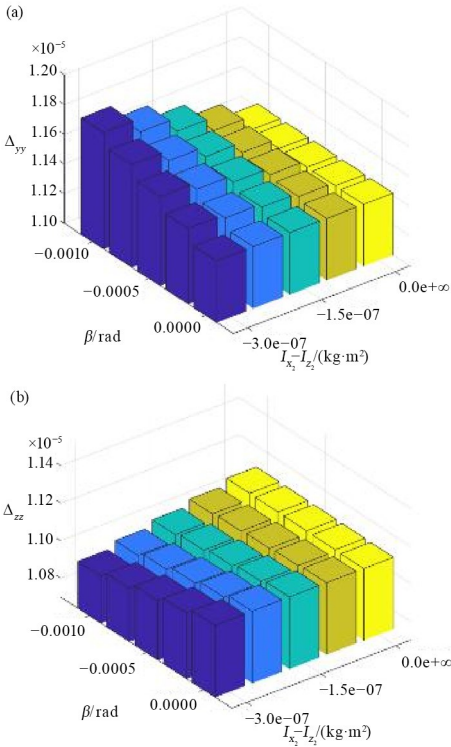 (a)
×10⁻⁵
1.20
1.18
1.16
Δyy
1.14
1.12
1.10
−0.0010
−0.0005
0.0000
β/rad
0.0e+∞
−1.5e−07
−3.0e−07
Ix₂−Iz₂/(kg·m²)
(b)
×10⁻⁵
1.14
1.12
Δzz
1.10
1.08
−0.0010
−0.0005
0.0000
β/rad
0.0e+∞
−1.5e−07
−3.0e−07
Ix₂−Iz₂/(kg·m²)